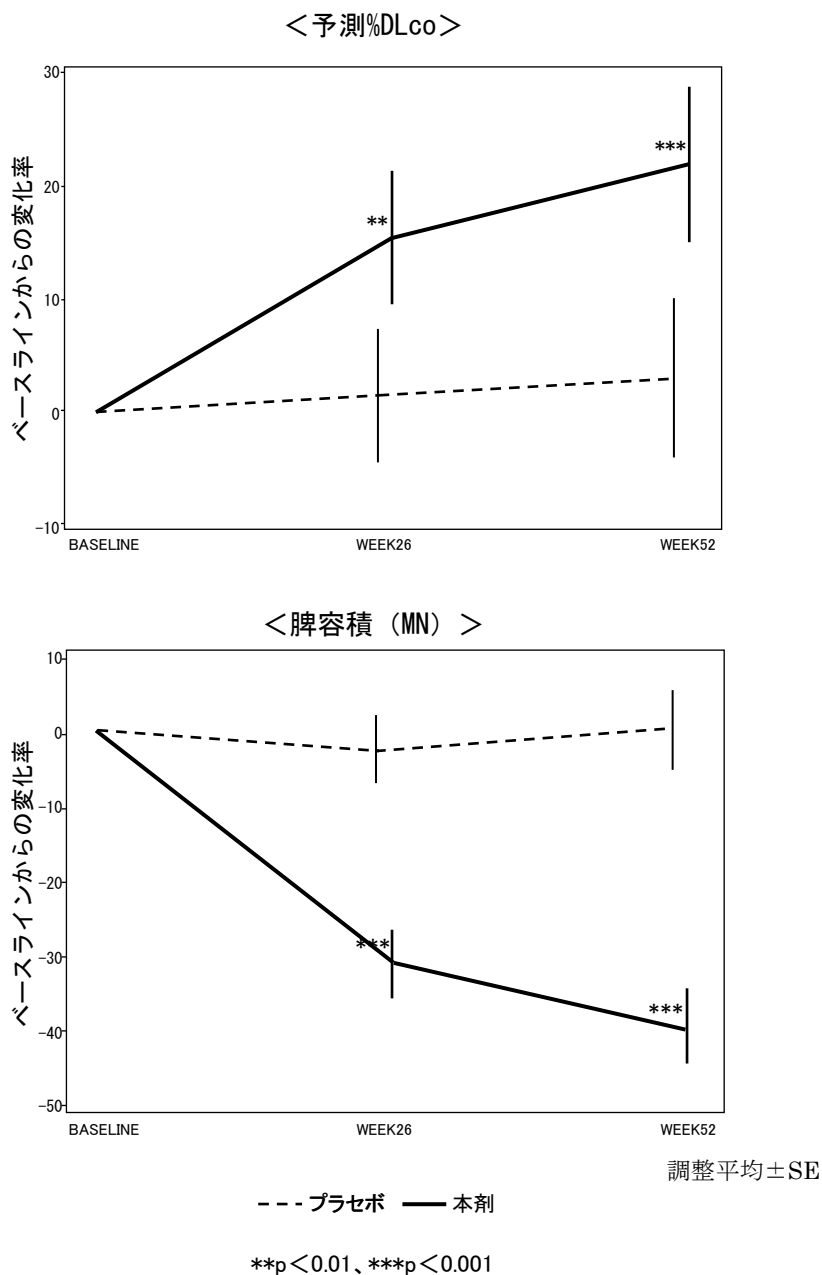 ＜予測%DLco＞
ベースラインからの変化率
30
20
10
0
-10
**
***
BASELINE WEEK26 WEEK52
＜脾容積（MN）＞
ベースラインからの変化率
10
0
-10
-20
-30
-40
-50
***
***
BASELINE WEEK26 WEEK52
調整平均±SE
プラセボ 本剤
**p＜0.01、***p＜0.001